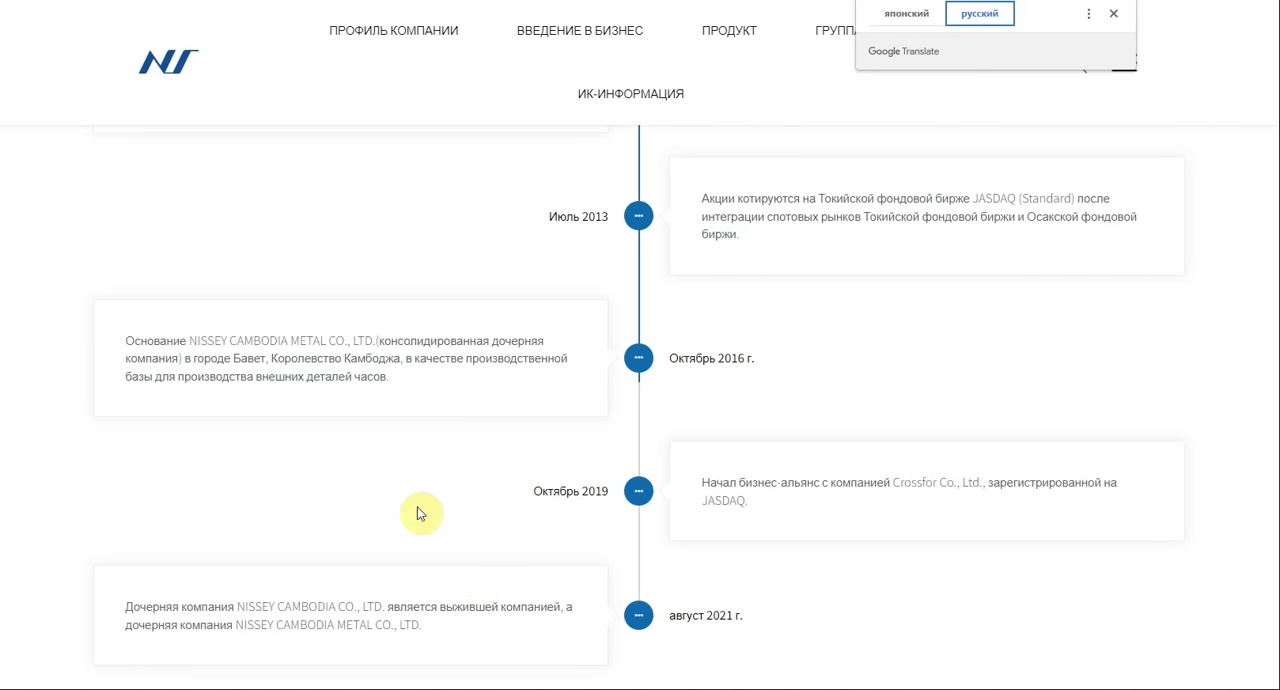 японский
русский
Google Translate
ПРОФИЛЬ КОМПАНИИ
ВВЕДЕНИЕ В БИЗНЕС
ПРОДУКТ
NS
ИК-ИНФОРМАЦИЯ
Июль 2013
Акции котируются на Токийской фондовой бирже JASDAQ (Standard) после
интеграции спотовых рынков Токийской фондовой биржи и Осакской фондовой
биржи.
Основание NISSEY CAMBODIA METAL CO., LTD.(консолидированная дочерняя
компания) в городе Бавет, Королевство Камбоджа, в качестве производственной
базы для производства внешних деталей часов.
Октябрь 2016 г.
Октябрь 2019
Начал бизнес-альянс с компанией Crossfor Co., Ltd., зарегистрированной на
JASDAQ.
Дочерняя компания NISSEY CAMBODIA CO., LTD. является выжившей компанией, а
дочерняя компания NISSEY CAMBODIA METAL CO., LTD.
август 2021 г.